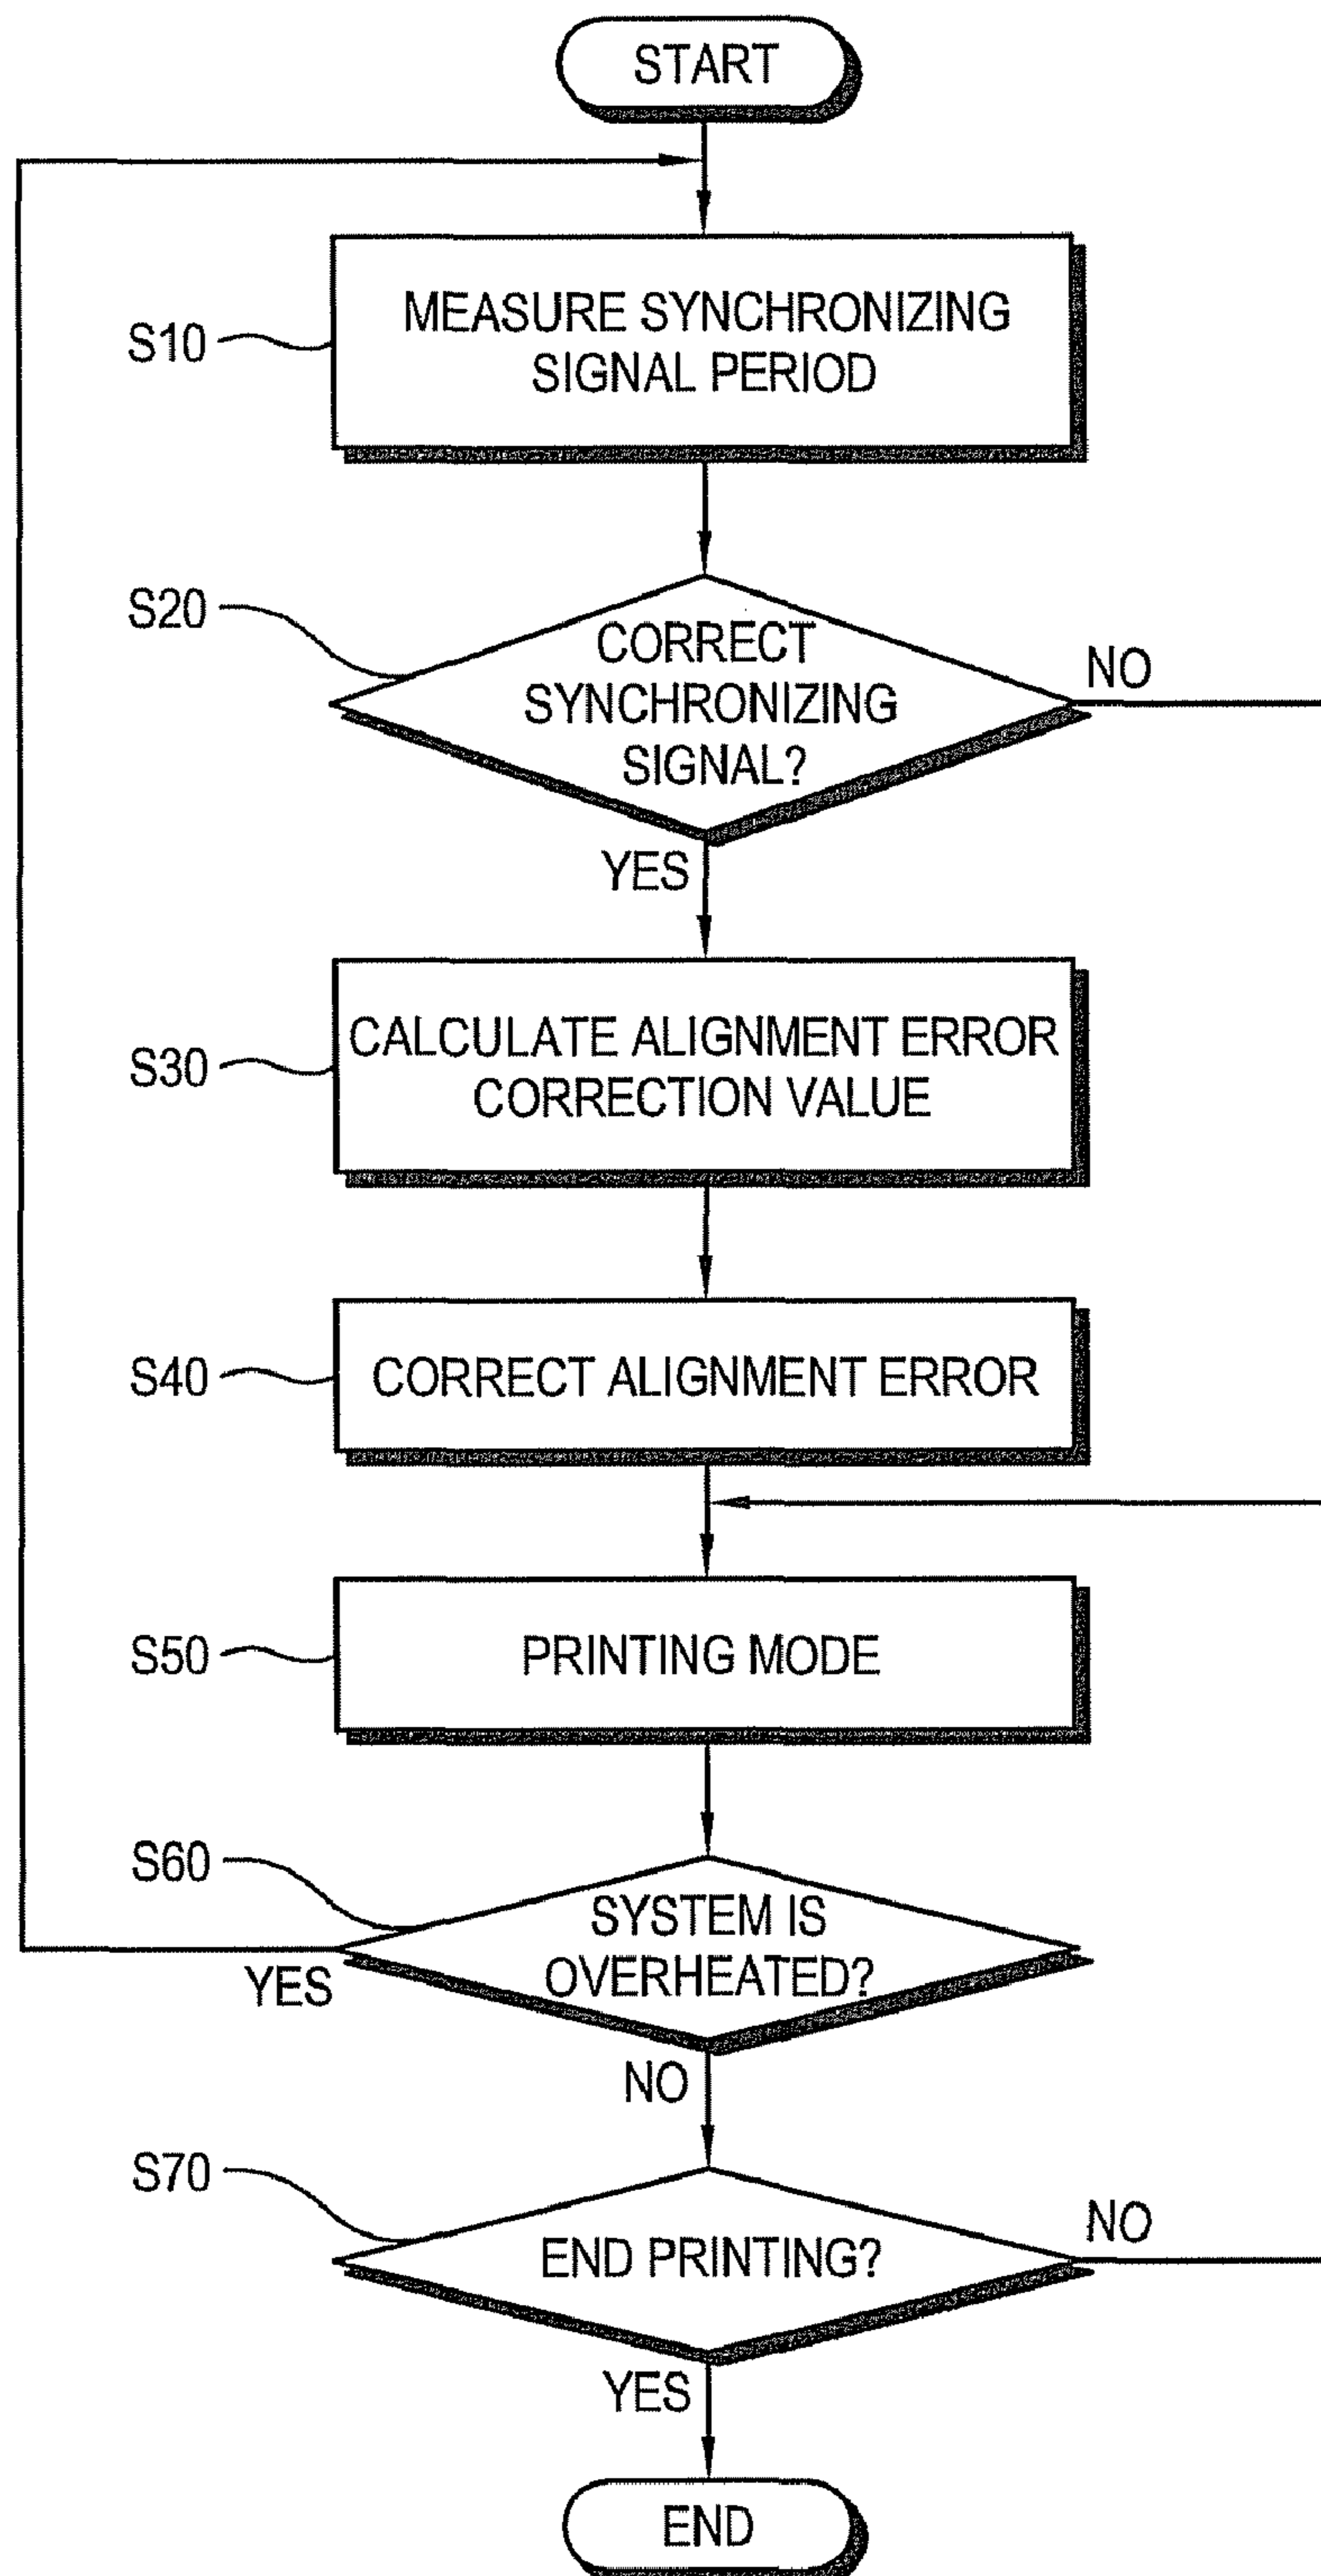 START
S10
MEASURE SYNCHRONIZING
SIGNAL PERIOD
S20
CORRECT
SYNCHRONIZING
SIGNAL?
NO
YES
S30
CALCULATE ALIGNMENT ERROR
CORRECTION VALUE
S40
CORRECT ALIGNMENT ERROR
S50
PRINTING MODE
S60
SYSTEM IS
OVERHEATED?
YES
NO
S70
END PRINTING?
NO
YES
END